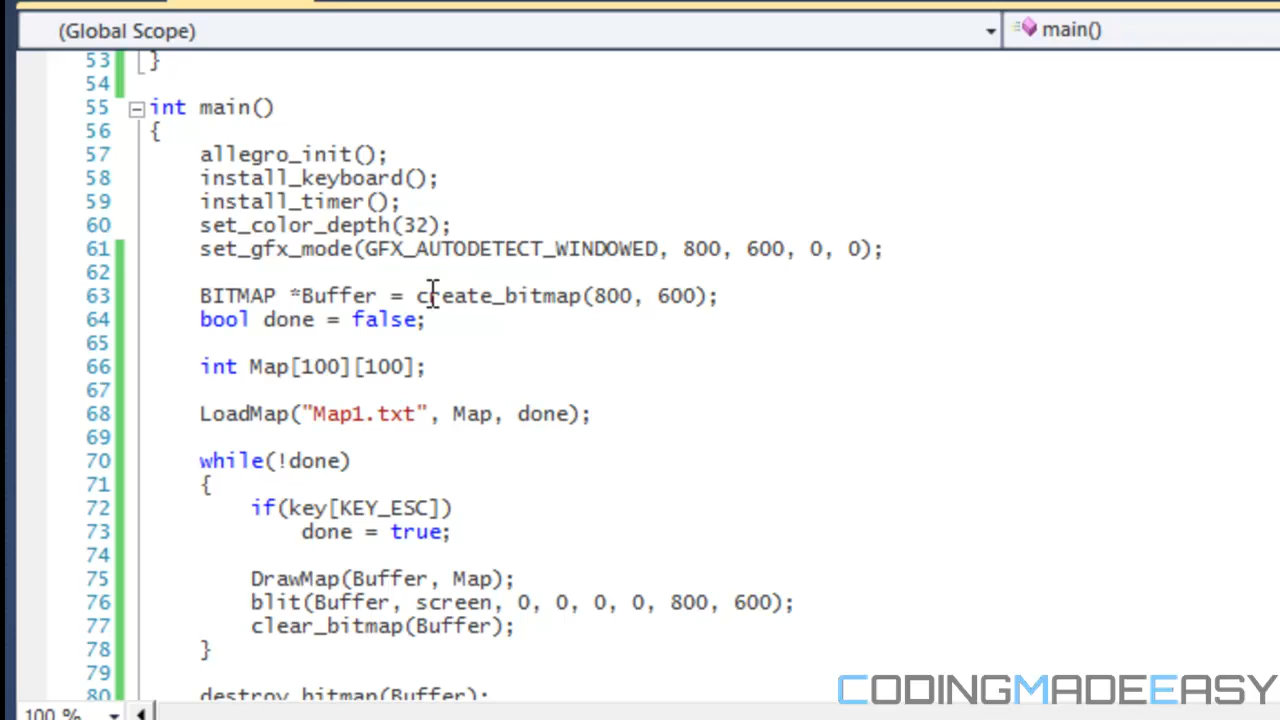 (Global Scope) main()
53 }
54
55 int main()
56 {
57 allegro_init();
58 install_keyboard();
59 install_timer();
60 set_color_depth(32);
61 set_gfx_mode(GFX_AUTODETECT_WINDOWED, 800, 600, 0, 0);
62
63 BITMAP *Buffer = create_bitmap(800, 600);
64 bool done = false;
65
66 int Map[100][100];
67
68 LoadMap("Map1.txt", Map, done);
69
70 while(!done)
71 {
72 if(key[KEY_ESC])
73 done = true;
74
75 DrawMap(Buffer, Map);
76 blit(Buffer, screen, 0, 0, 0, 0, 800, 600);
77 clear_bitmap(Buffer);
78 }
79
80 destroy_bitmap(Buffer);
100 %
CODINGMADEEASY